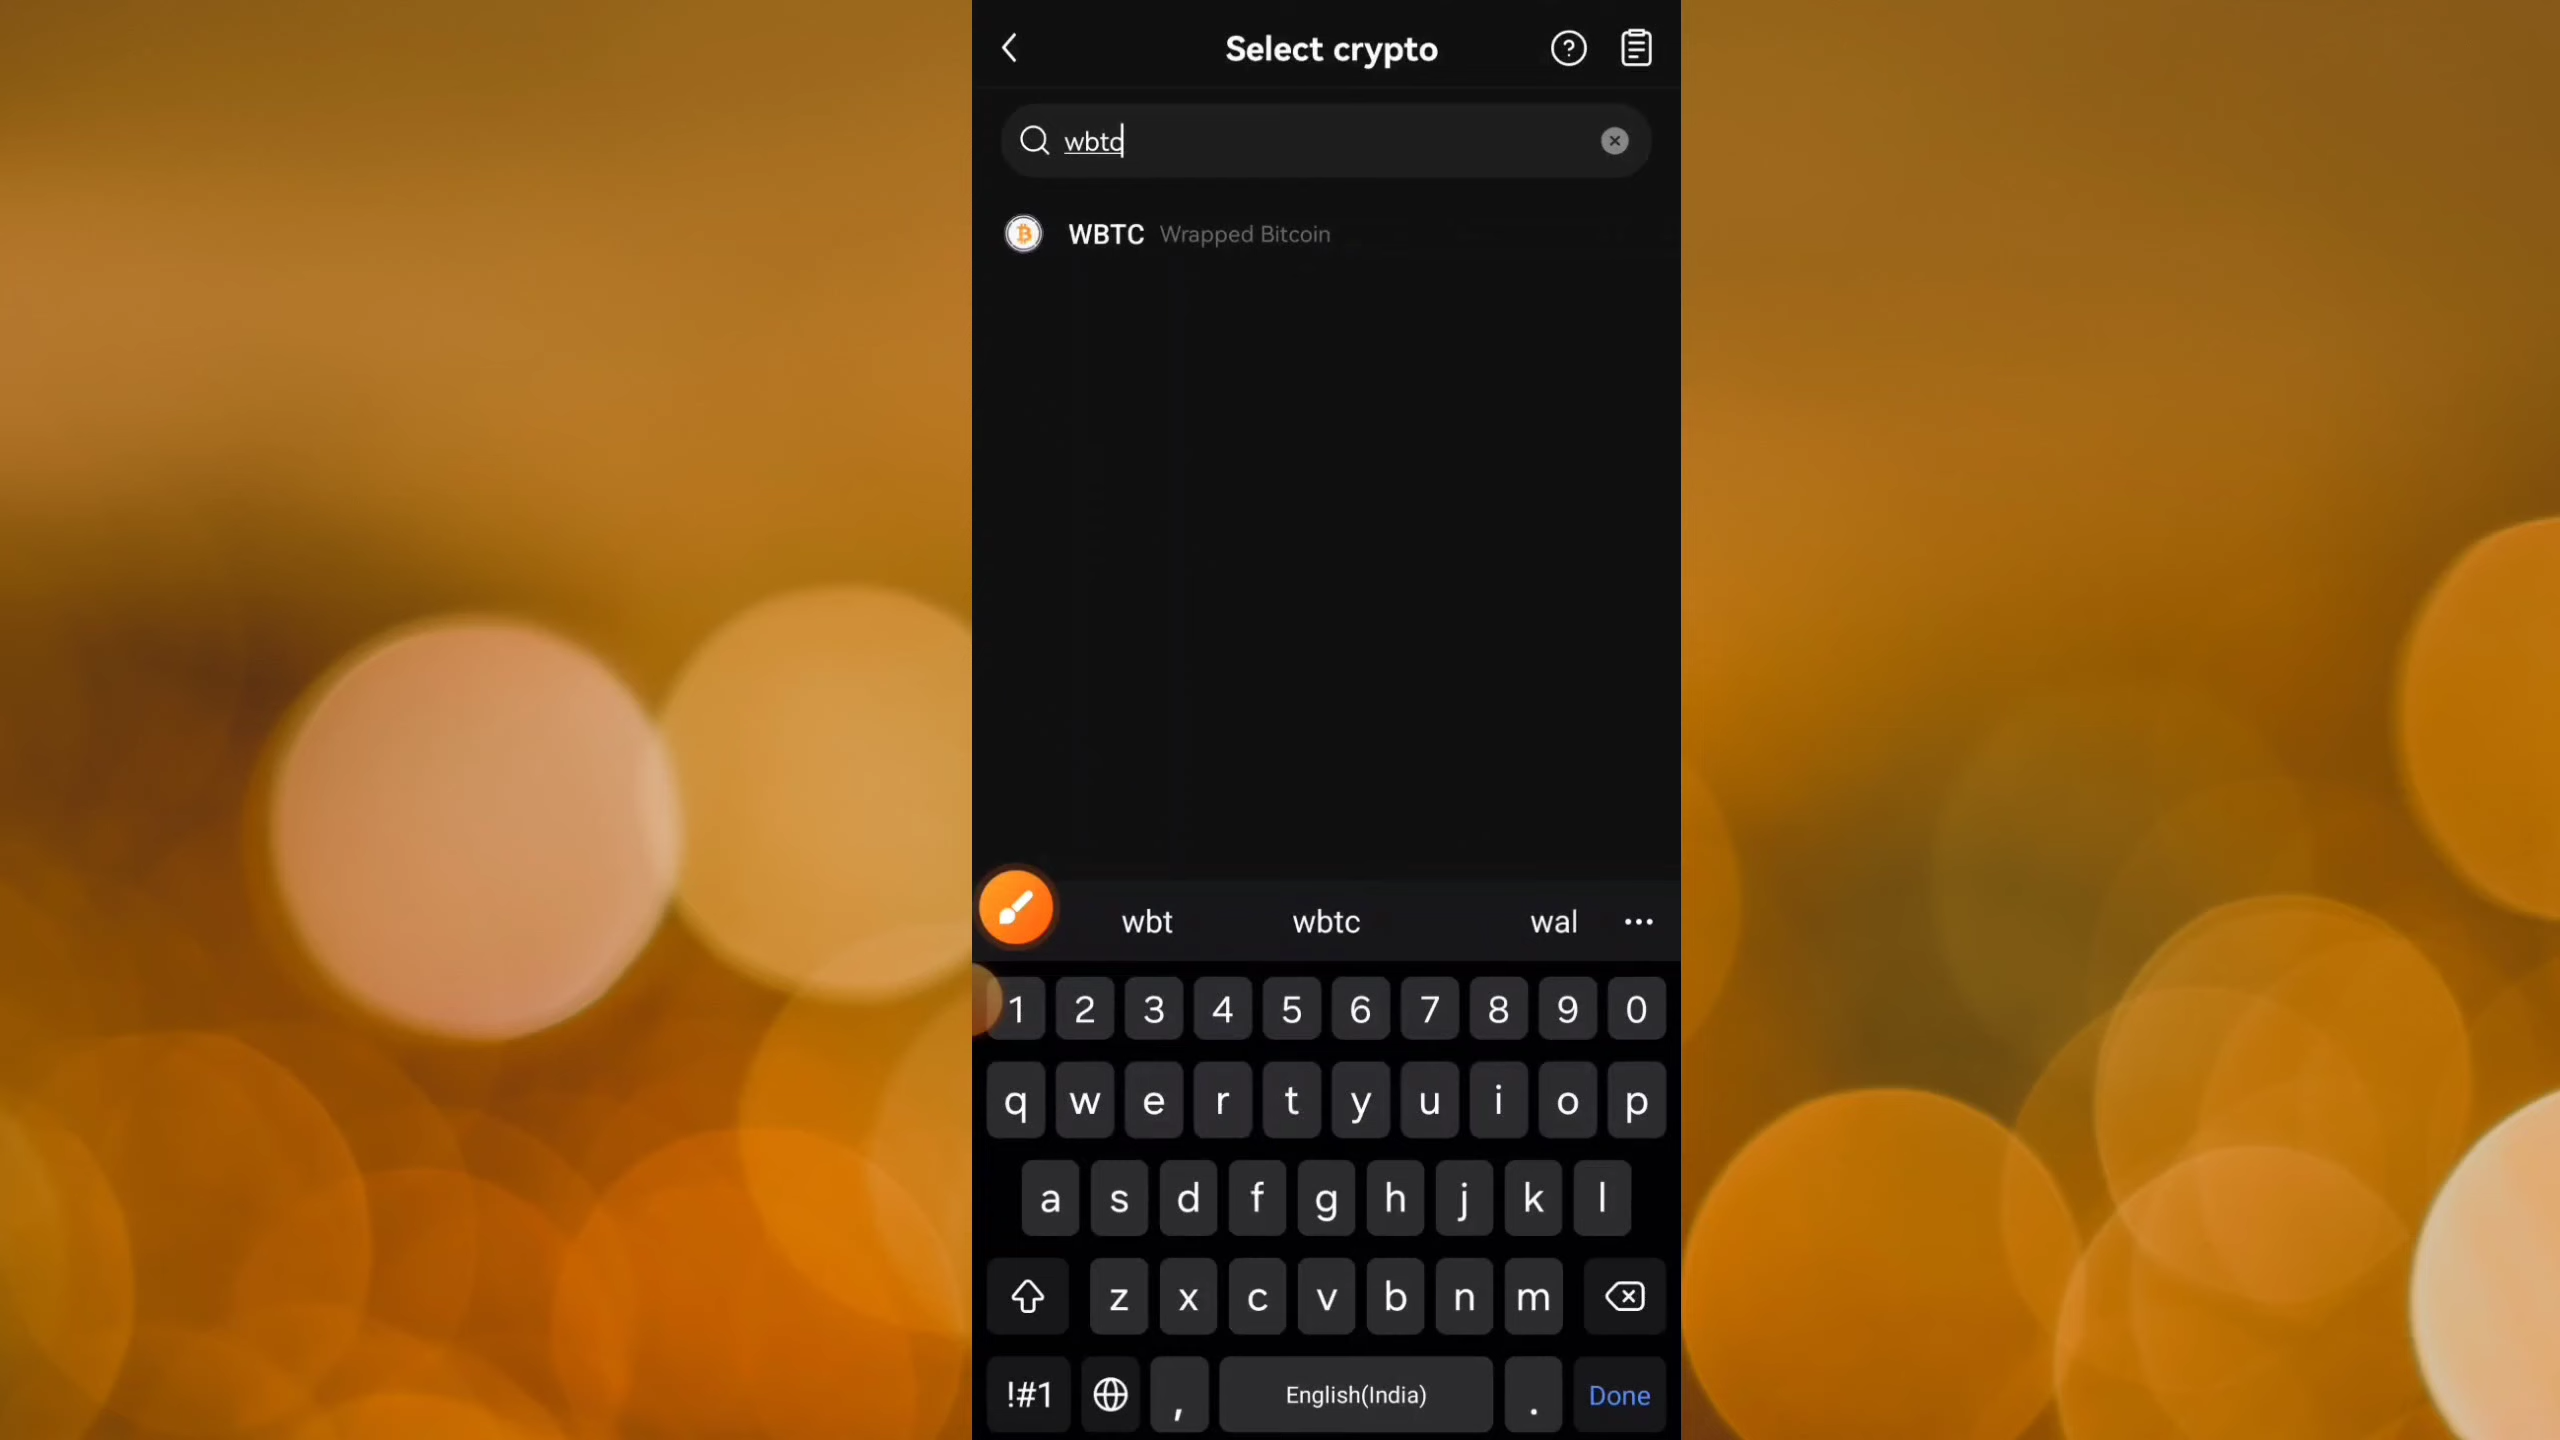 Select crypto
wbtc
WBTC Wrapped Bitcoin
wbt wbtc wal
1 2 3 4 5 6 7 8 9 0
q w e r t y u i o p
a s d f g h j k l
z x c v b n m
!#1 , English(India) . Done